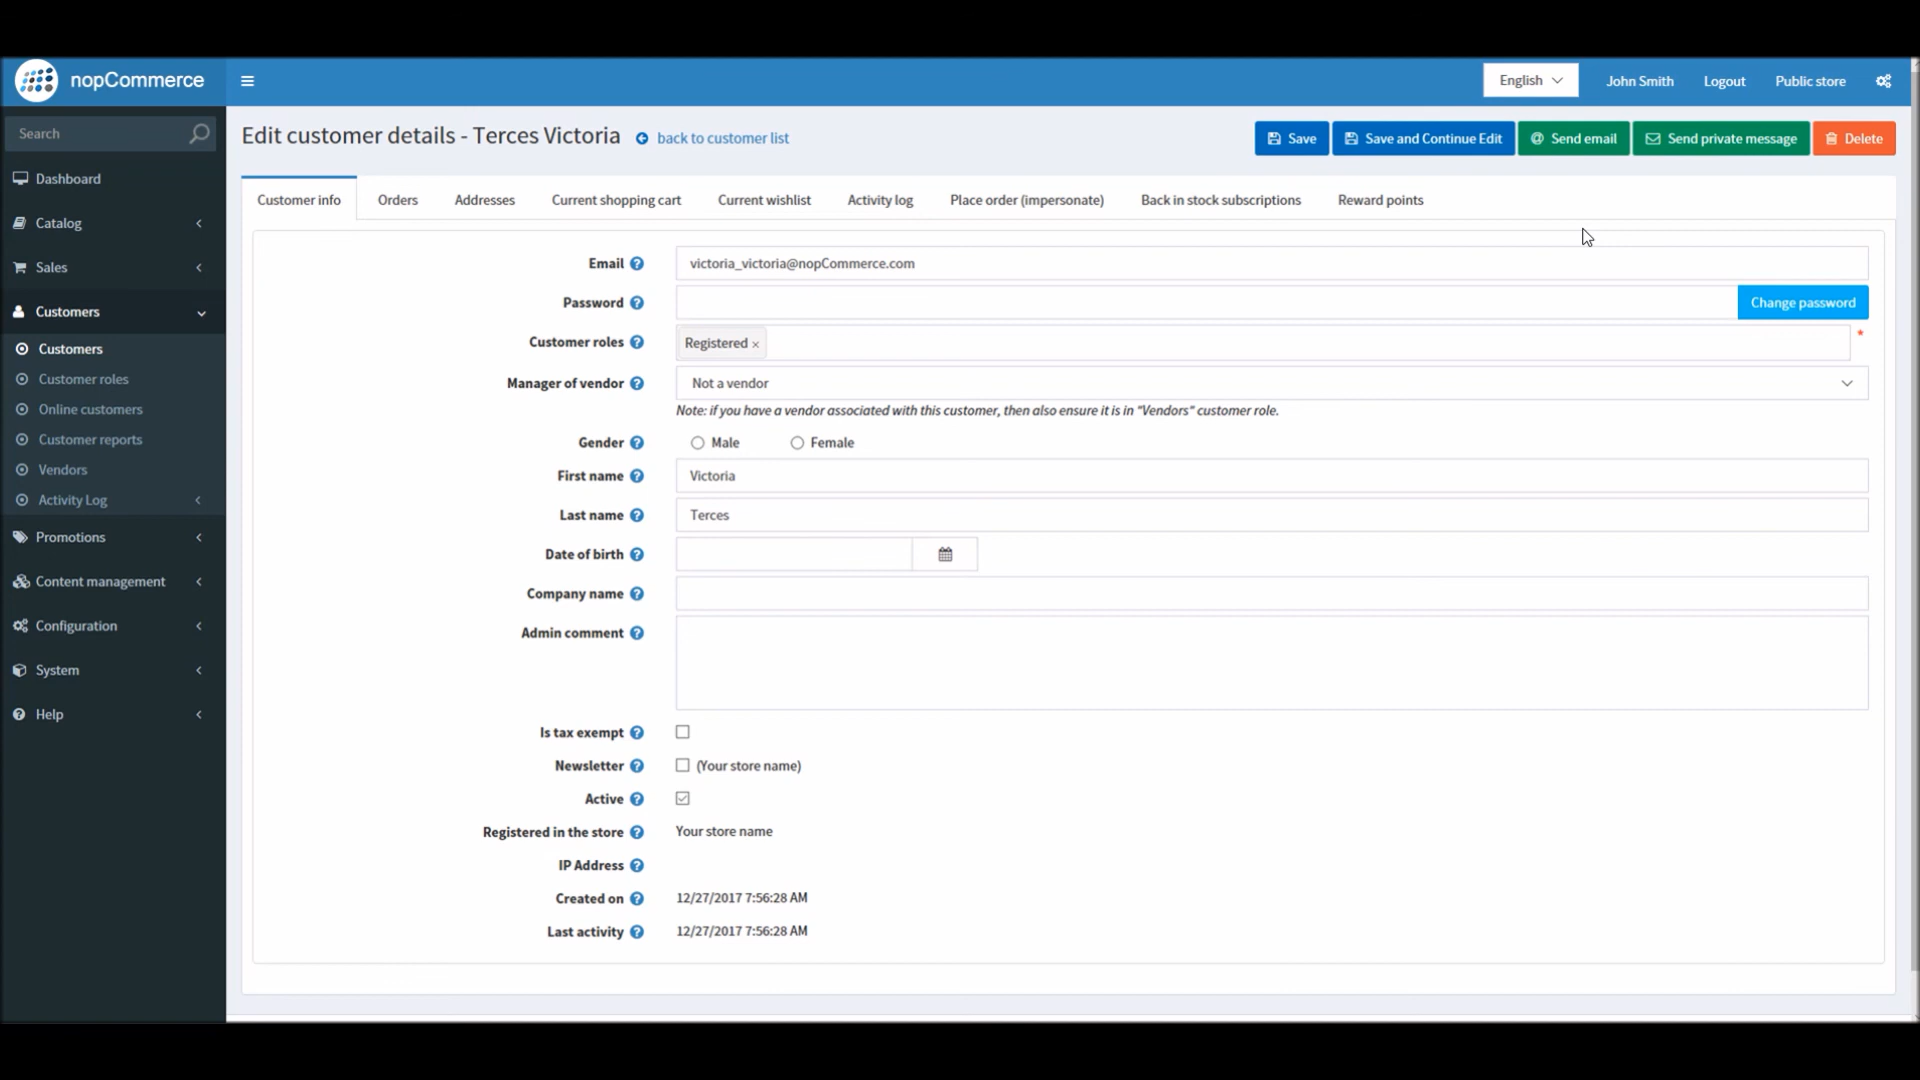 nopCommerce
English
John Smith
Logout
Public store
Search
Edit customer details - Terces Victoria
back to customer list
Save
Save and Continue Edit
Send email
Send private message
Delete
Dashboard
Catalog
Sales
Customers
Customers
Customer roles
Online customers
Customer reports
Vendors
Activity Log
Promotions
Content management
Configuration
System
Help
Customer info
Orders
Addresses
Current shopping cart
Current wishlist
Activity log
Place order (impersonate)
Back in stock subscriptions
Reward points
Email
victoria_victoria@nopCommerce.com
Password
Change password
Customer roles
Registered ×
*
Manager of vendor
Not a vendor
Note: if you have a vendor associated with this customer, then also ensure it is in "Vendors" customer role.
Gender
Male
Female
First name
Victoria
Last name
Terces
Date of birth
Company name
Admin comment
Is tax exempt
Newsletter
(Your store name)
Active
Registered in the store
Your store name
IP Address
Created on
12/27/2017 7:56:28 AM
Last activity
12/27/2017 7:56:28 AM